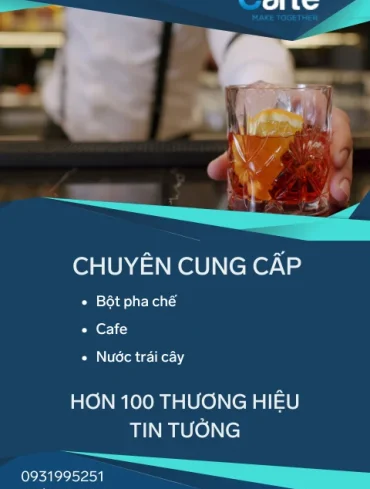 Carte
MAKE TOGETHER
CHUYÊN CUNG CẤP
Bột pha chế
Cafe
Nước trái cây
HƠN 100 THƯƠNG HIỆU
TIN TƯỞNG
0931995251